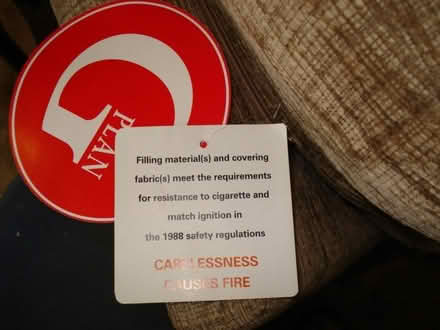 G
PLAN
Filling material(s) and covering
fabric(s) meet the requirements
for resistance to cigarette and
match ignition in
the 1988 safety regulations
CARELESSNESS
CAUSES FIRE